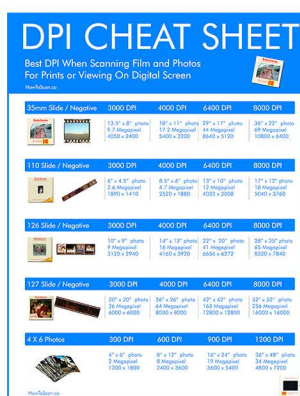 DPI CHEAT SHEET
Best DPI When Scanning Film and Photos
For Prints or Viewing On Digital Screen
HowToScan.co
35mm Slide / Negative 3000 DPI 4000 DPI 6400 DPI 8000 DPI
13.5" x 8" photo 18" x 11" photo 29" x 17" photo 36" x 22" photo
9.7 Megapixel 17.2 Megapixel 44 Megapixel 69 Megapixel
4050 x 2400 5400 x 3200 8640 x 5120 10800 x 6400
110 Slide / Negative 3000 DPI 4000 DPI 6400 DPI 8000 DPI
6" x 4.5" photo 8.5" x 6" photo 13" x 10" photo 17" x 12" photo
2.6 Megapixel 4.7 Megapixel 12 Megapixel 18 Megapixel
1890 x 1410 2520 x 1880 4032 x 3008 5040 x 3760
126 Slide / Negative 3000 DPI 4000 DPI 6400 DPI 8000 DPI
10" x 9" photo 14" x 13" photo 22" x 20" photo 28" x 25" photo
9 Megapixel 16 Megapixel 41 Megapixel 65 Megapixel
3120 x 2940 4160 x 3920 6656 x 6272 8320 x 7840
127 Slide / Negative 3000 DPI 4000 DPI 6400 DPI 8000 DPI
20" x 20" photo 26" x 26" photo 42" x 42" photo 52" x 52" photo
36 Megapixel 64 Megapixel 163 Megapixel 256 Megapixel
6000 x 6000 8000 x 8000 12800 x 12800 16000 x 16000
4 X 6 Photos 300 DPI 600 DPI 900 DPI 1200 DPI
4" x 6" photo 8" x 12" photo 16" x 24" photo 36" x 48" photo
2 Megapixel 8 Megapixel 19 Megapixel 34 Megapixel
1200 x 1800 2400 x 3600 3600 x 5400 4800 x 7200
HowToScan.co